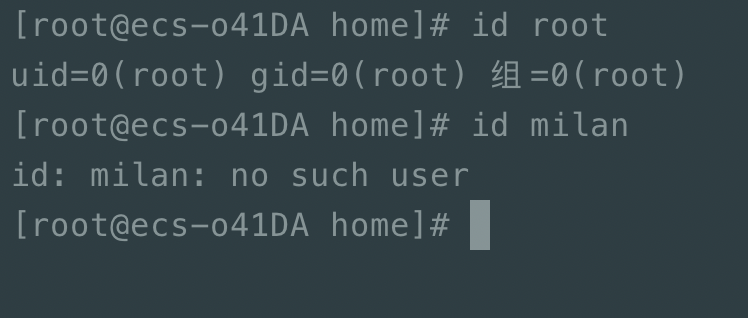 [root@ecs-o41DA home]# id root
uid=0(root) gid=0(root) 组=0(root)
[root@ecs-o41DA home]# id milan
id: milan: no such user
[root@ecs-o41DA home]#